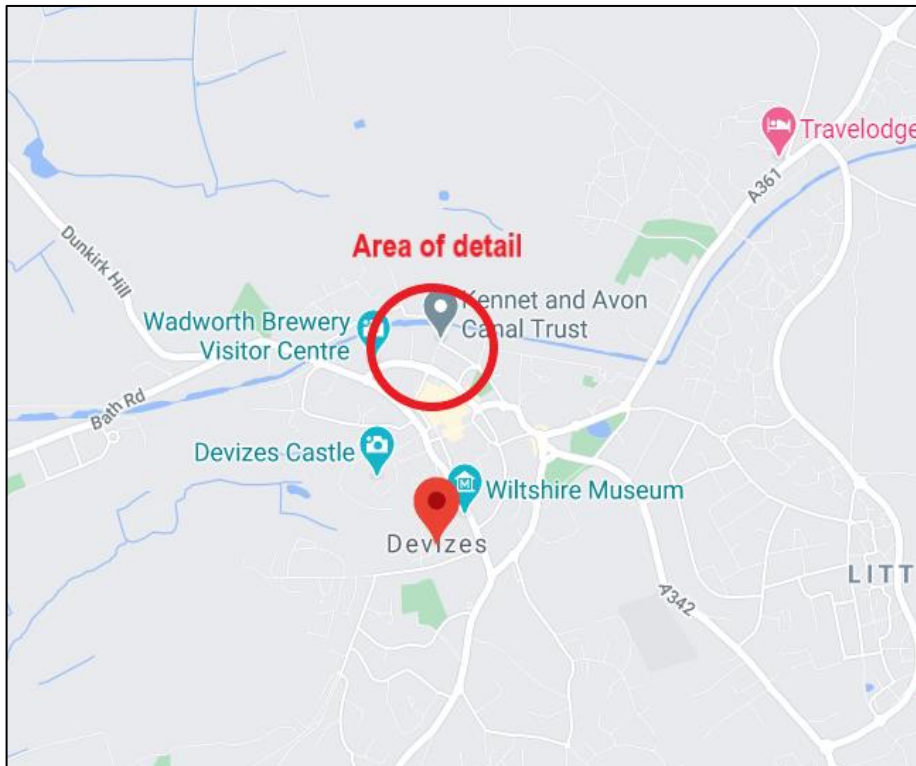 Travelodge
A361
Dunkirk Hill
Area of detail
Kennet and Avon
Canal Trust
Wadworth Brewery
Visitor Centre
Bath Rd
Devizes Castle
Wiltshire Museum
M
Devizes
LITT
A342